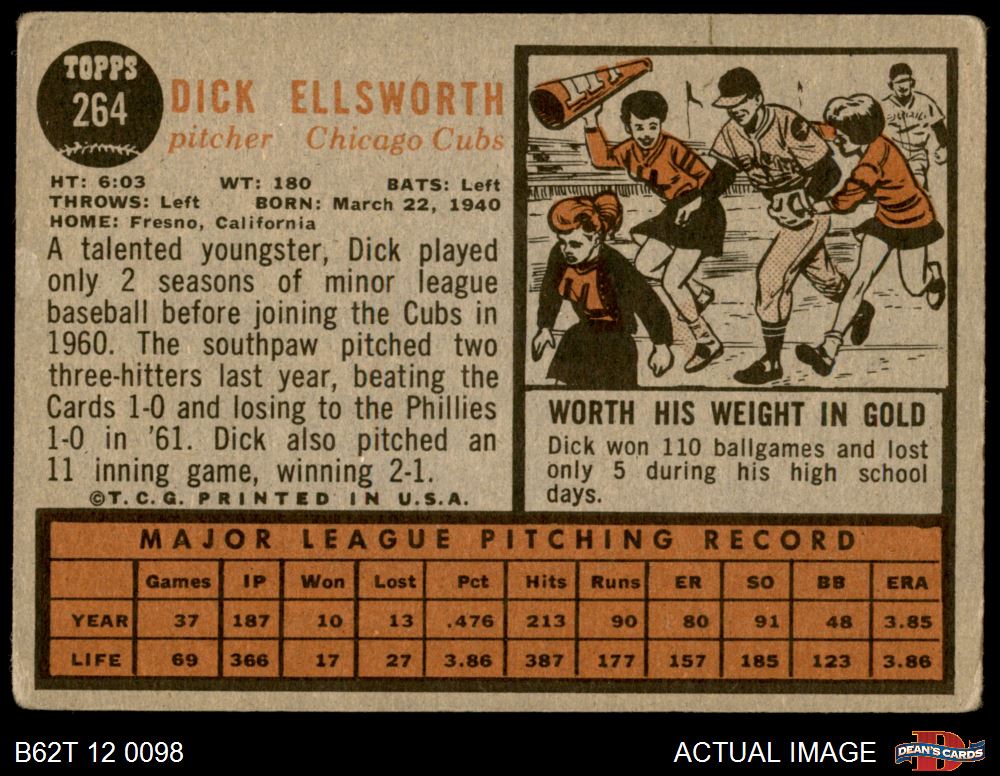 TOPPS
264
DICK ELLSWORTH
pitcher Chicago Cubs
HT: 6:03 WT: 180 BATS: Left
THROWS: Left BORN: March 22, 1940
HOME: Fresno, California
A talented youngster, Dick played
only 2 seasons of minor league
baseball before joining the Cubs in
1960. The southpaw pitched two
three-hitters last year, beating the
Cards 1-0 and losing to the Phillies
1-0 in '61. Dick also pitched an
11 inning game, winning 2-1.
©T.C.G. PRINTED IN U.S.A.
WORTH HIS WEIGHT IN GOLD
Dick won 110 ballgames and lost
only 5 during his high school
days.
MAJOR LEAGUE PITCHING RECORD
Games IP Won Lost Pct Hits Runs ER SO BB ERA
YEAR 37 187 10 13 .476 213 90 80 91 48 3.85
LIFE 69 366 17 27 3.86 387 177 157 185 123 3.86
B62T 12 0098
ACTUAL IMAGE
DEAN'S CARDS